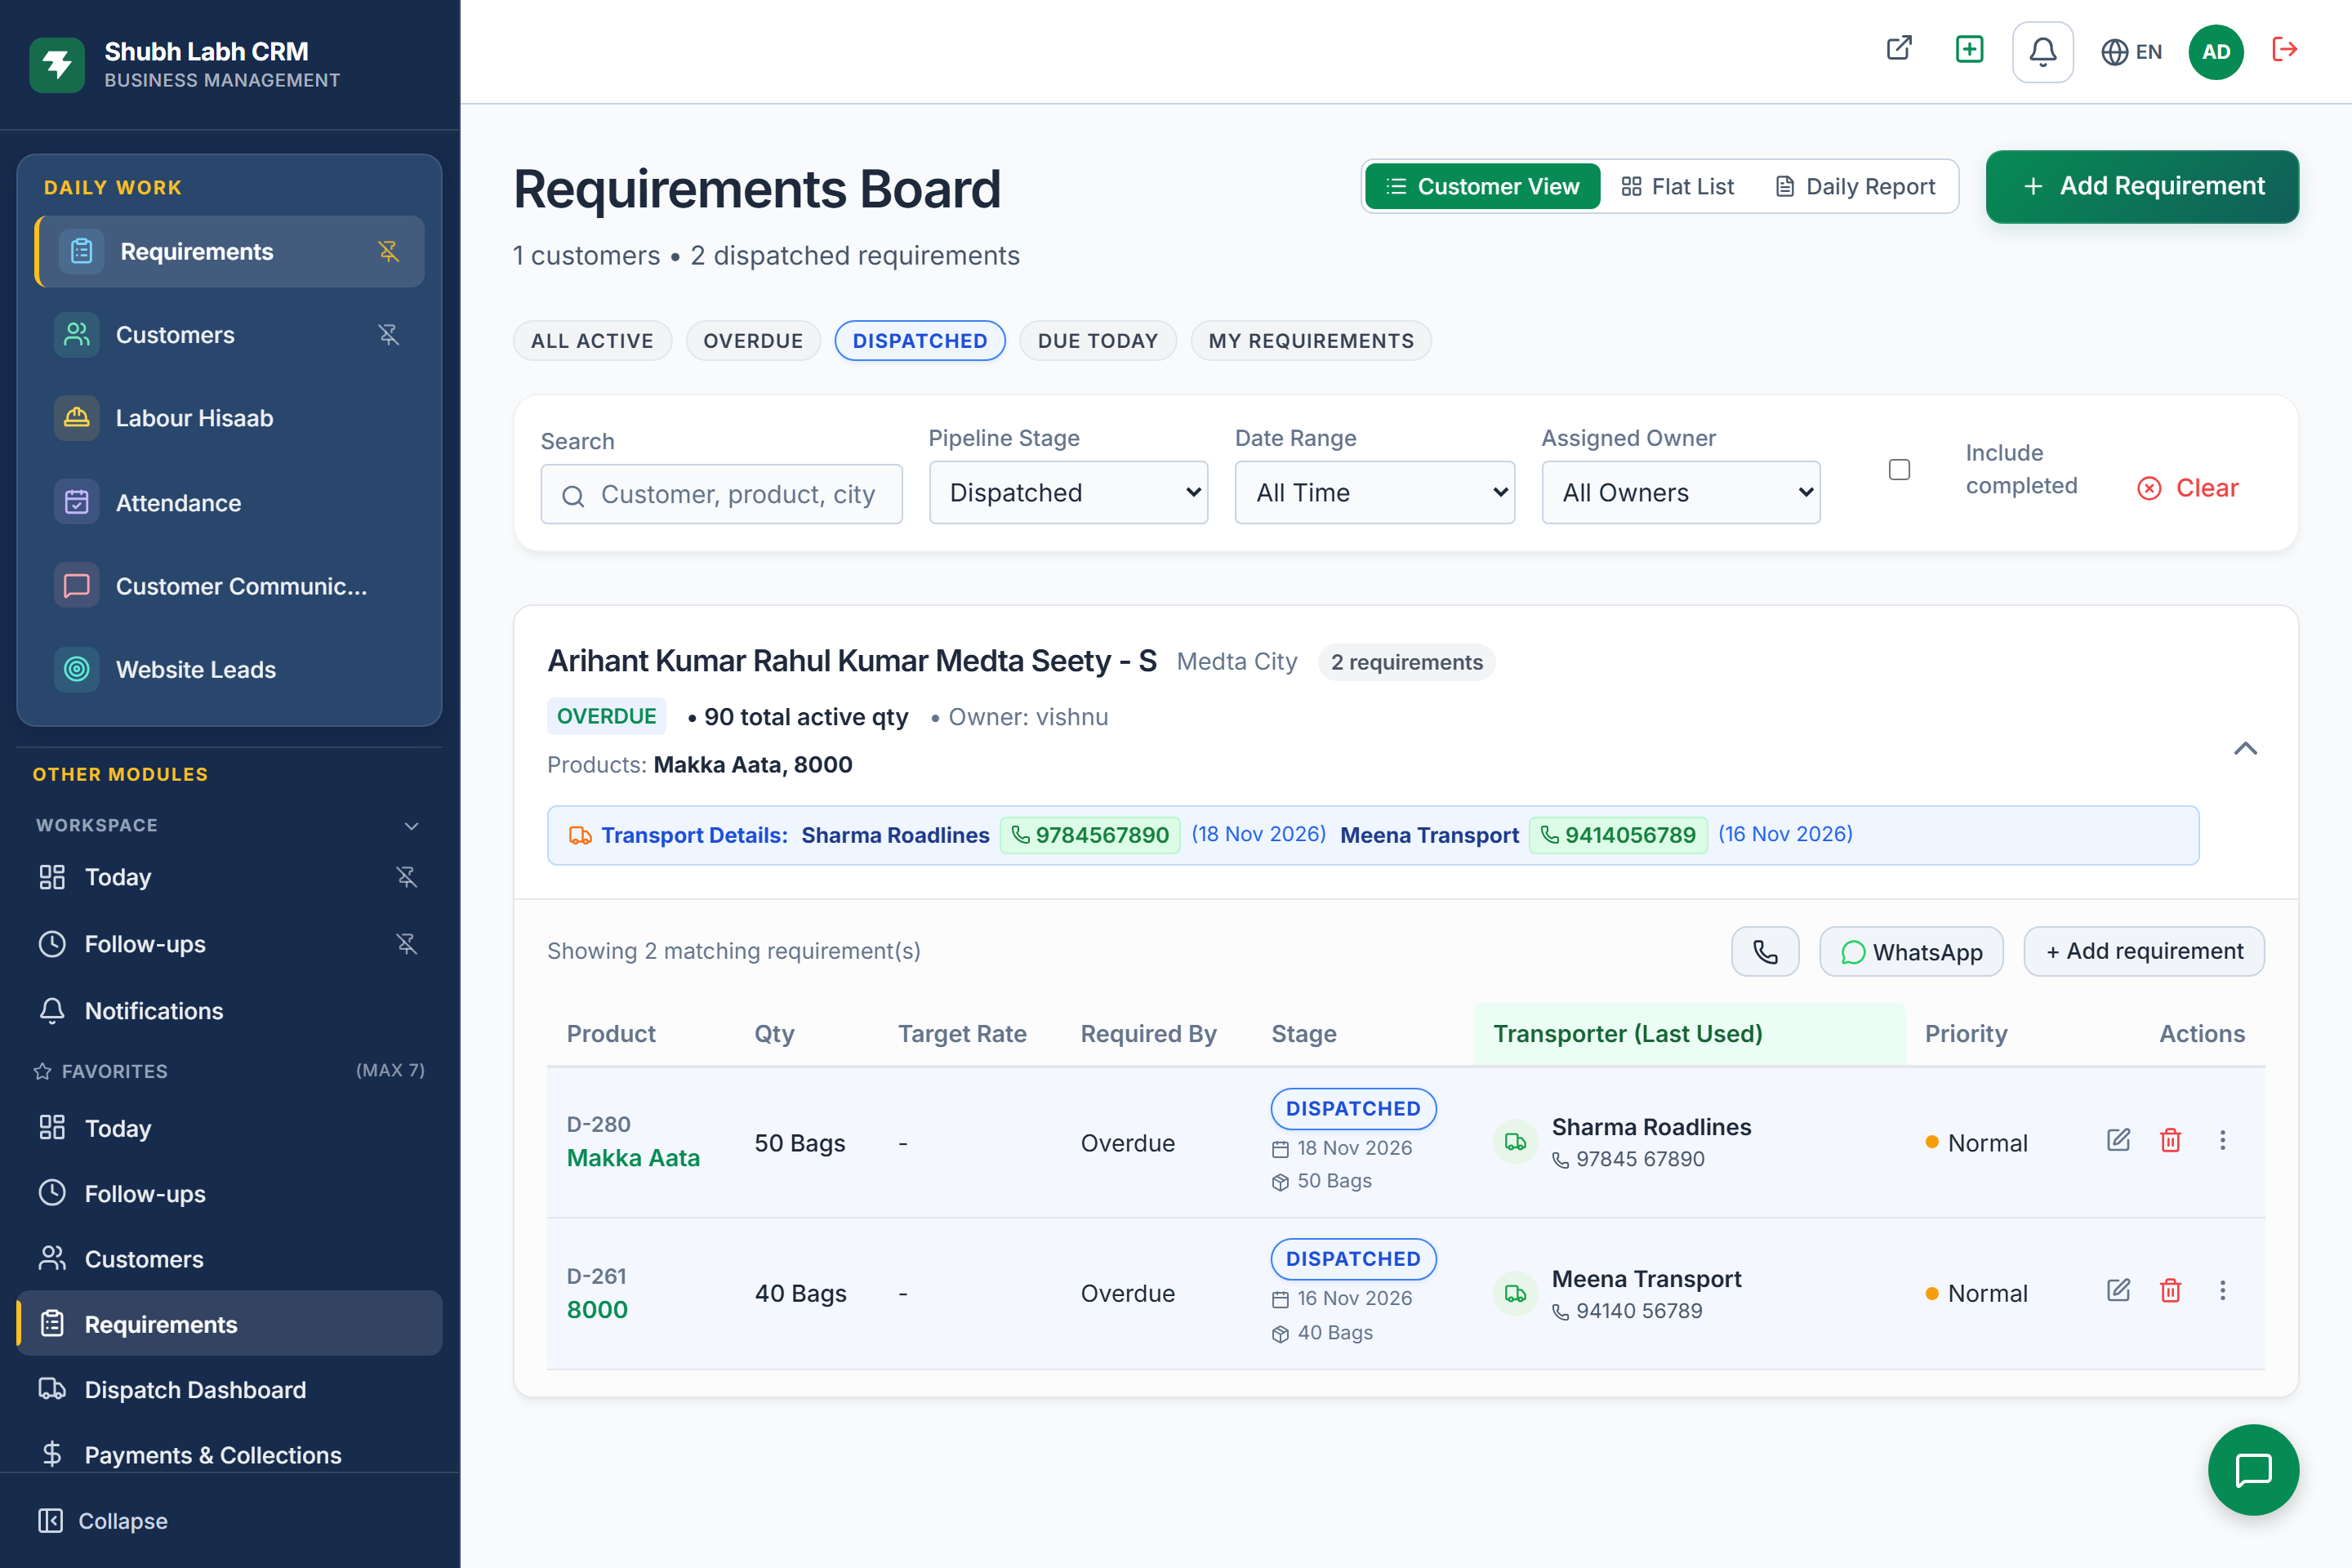 Shubh Labh CRM
BUSINESS MANAGEMENT
DAILY WORK
Requirements
Customers
Labour Hisaab
Attendance
Customer Communic...
Website Leads
OTHER MODULES
WORKSPACE
Today
Follow-ups
Notifications
FAVORITES (MAX 7)
Today
Follow-ups
Customers
Requirements
Dispatch Dashboard
Payments & Collections
Collapse
EN AD
Requirements Board
1 customers • 2 dispatched requirements
Customer View Flat List Daily Report + Add Requirement
ALL ACTIVE OVERDUE DISPATCHED DUE TODAY MY REQUIREMENTS
Search Pipeline Stage Date Range Assigned Owner
Customer, product, city Dispatched All Time All Owners
Include
completed
Clear
Arihant Kumar Rahul Kumar Medta Seety - S Medta City 2 requirements
OVERDUE • 90 total active qty • Owner: vishnu
Products: Makka Aata, 8000
Transport Details: Sharma Roadlines 9784567890 (18 Nov 2026) Meena Transport 9414056789 (16 Nov 2026)
Showing 2 matching requirement(s)
WhatsApp + Add requirement
Product Qty Target Rate Required By Stage Transporter (Last Used) Priority Actions
D-280
Makka Aata
50 Bags - Overdue
DISPATCHED
18 Nov 2026
50 Bags
Sharma Roadlines
97845 67890
Normal
D-261
8000
40 Bags - Overdue
DISPATCHED
16 Nov 2026
40 Bags
Meena Transport
94140 56789
Normal